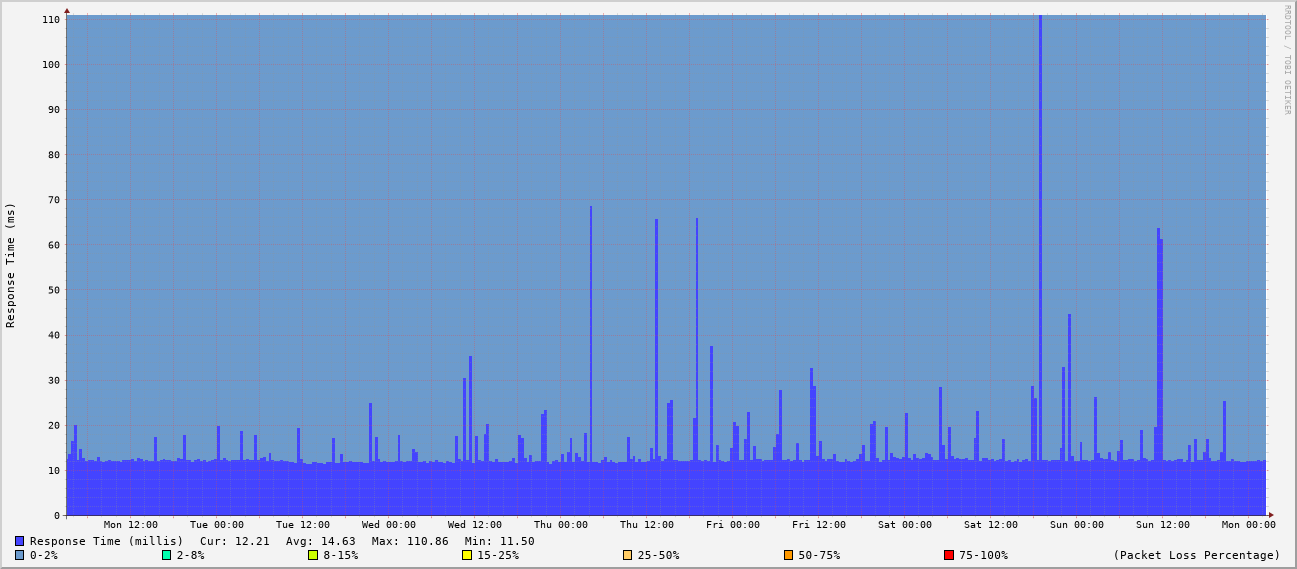 RRDTOOL / TOBI OETIKER
Response Time (ms)
110
100
90
80
70
60
50
40
30
20
10
0
Mon 12:00 Tue 00:00 Tue 12:00 Wed 00:00 Wed 12:00 Thu 00:00 Thu 12:00 Fri 00:00 Fri 12:00 Sat 00:00 Sat 12:00 Sun 00:00 Sun 12:00 Mon 00:00
Response Time (millis) Cur: 12.21 Avg: 14.63 Max: 110.86 Min: 11.50
0-2% 2-8% 8-15% 15-25% 25-50% 50-75% 75-100% (Packet Loss Percentage)